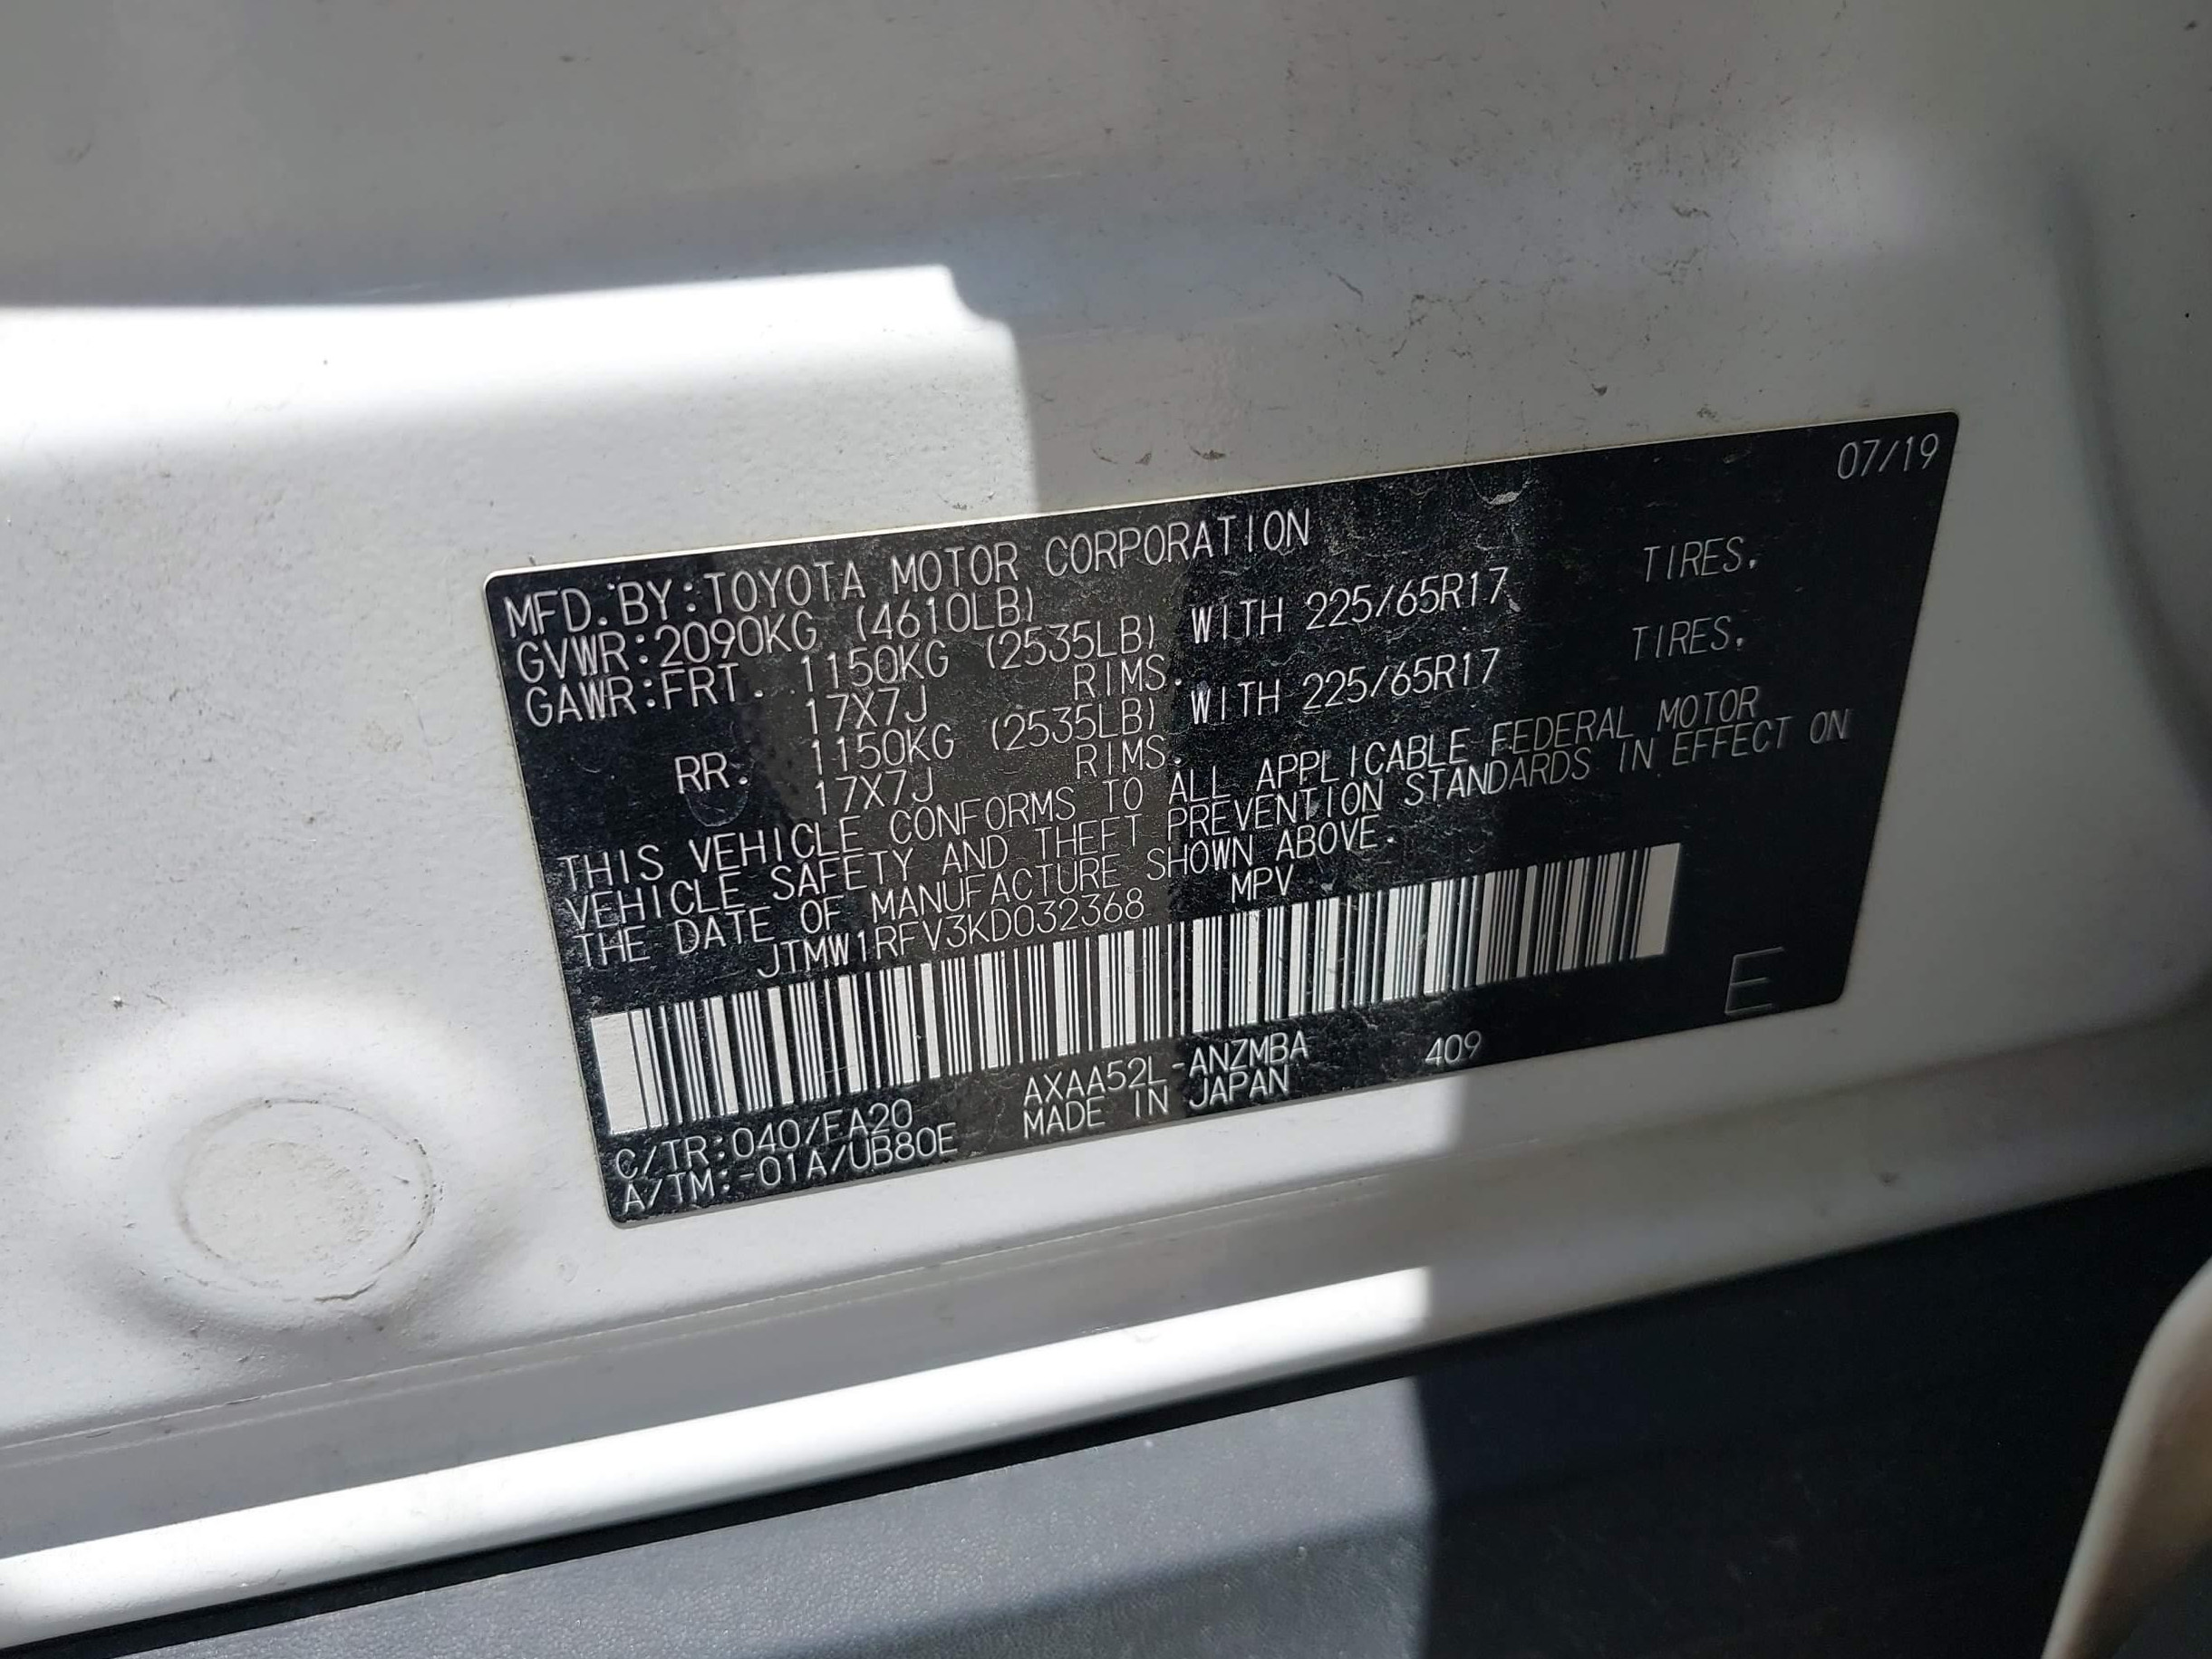 07/19
MFD. BY:TOYOTA MOTOR CORPORATION
GVWR:2090KG (4610LB)
GAWR:FRT. 1150KG (2535LB) WITH 225/65R17 TIRES,
17X7J RIMS.
RR. 1150KG (2535LB) WITH 225/65R17 TIRES,
17X7J RIMS.
THIS VEHICLE CONFORMS TO ALL APPLICABLE FEDERAL MOTOR
VEHICLE SAFETY AND THEFT PREVENTION STANDARDS IN EFFECT ON
THE DATE OF MANUFACTURE SHOWN ABOVE.
JTMW1RFV3KD032368 MPV
E
C/TR:040/FA20 AXAA52L-ANZMBA 409
A/TM:-01A/UB80E MADE IN JAPAN